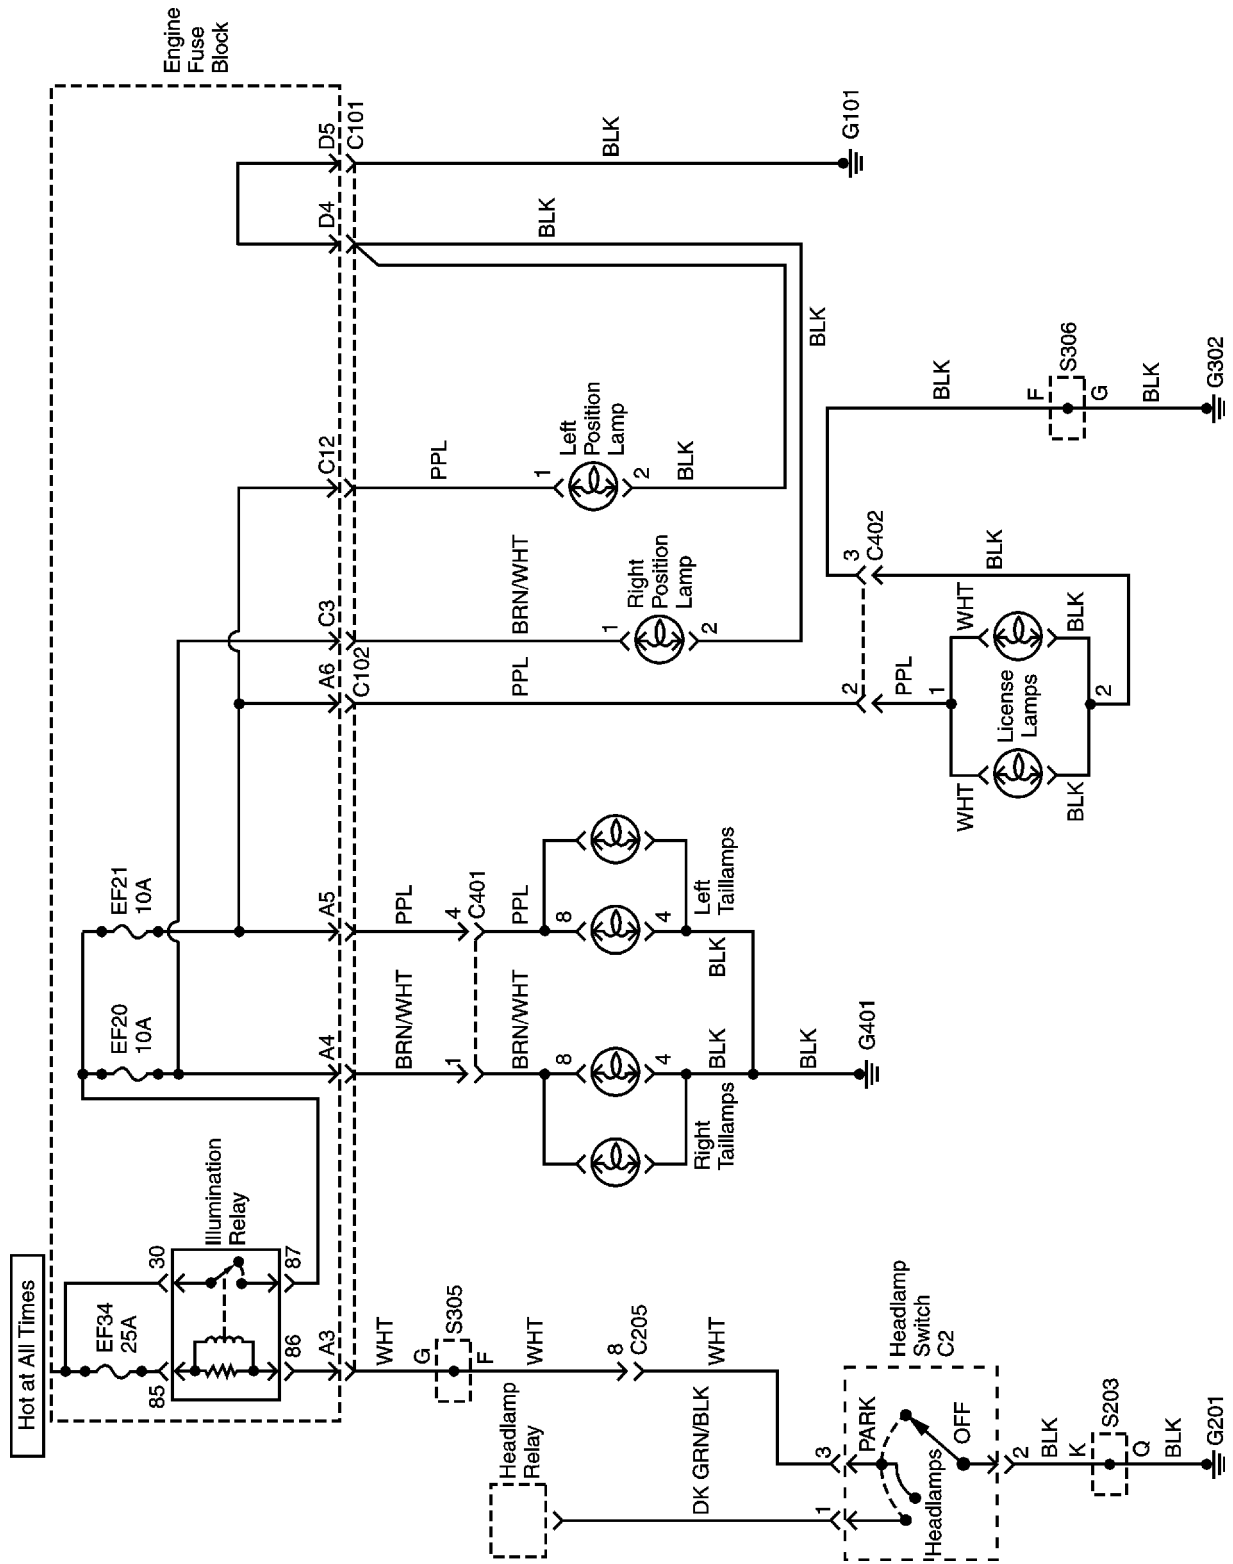 Hot at All Times
EF34
25A
EF20
10A
EF21
10A
Engine
Fuse
Block
85
30
Illumination
Relay
86
87
A3
A4
A5
A6
C3
C12
D4
D5
C102
C101
WHT
BRN/WHT
PPL
PPL
BRN/WHT
PPL
BLK
BLK
G
S305
F
1
4
C401
WHT
BRN/WHT
PPL
1
Left
Position
Lamp
2
BLK
8
8
1
Right
Position
Lamp
2
8
C205
4
4
Right
Taillamps
BLK
BLK
Left
Taillamps
WHT
BLK
BLK
G401
BLK
G101
Headlamp
Relay
DK GRN/BLK
1
3
2
3
C402
Headlamp
Switch
C2
PARK
OFF
Headlamps
PPL
1
WHT
WHT
License
Lamps
BLK
BLK
2
BLK
BLK
F
S306
G
BLK
G302
2
BLK
K
S203
Q
BLK
G201